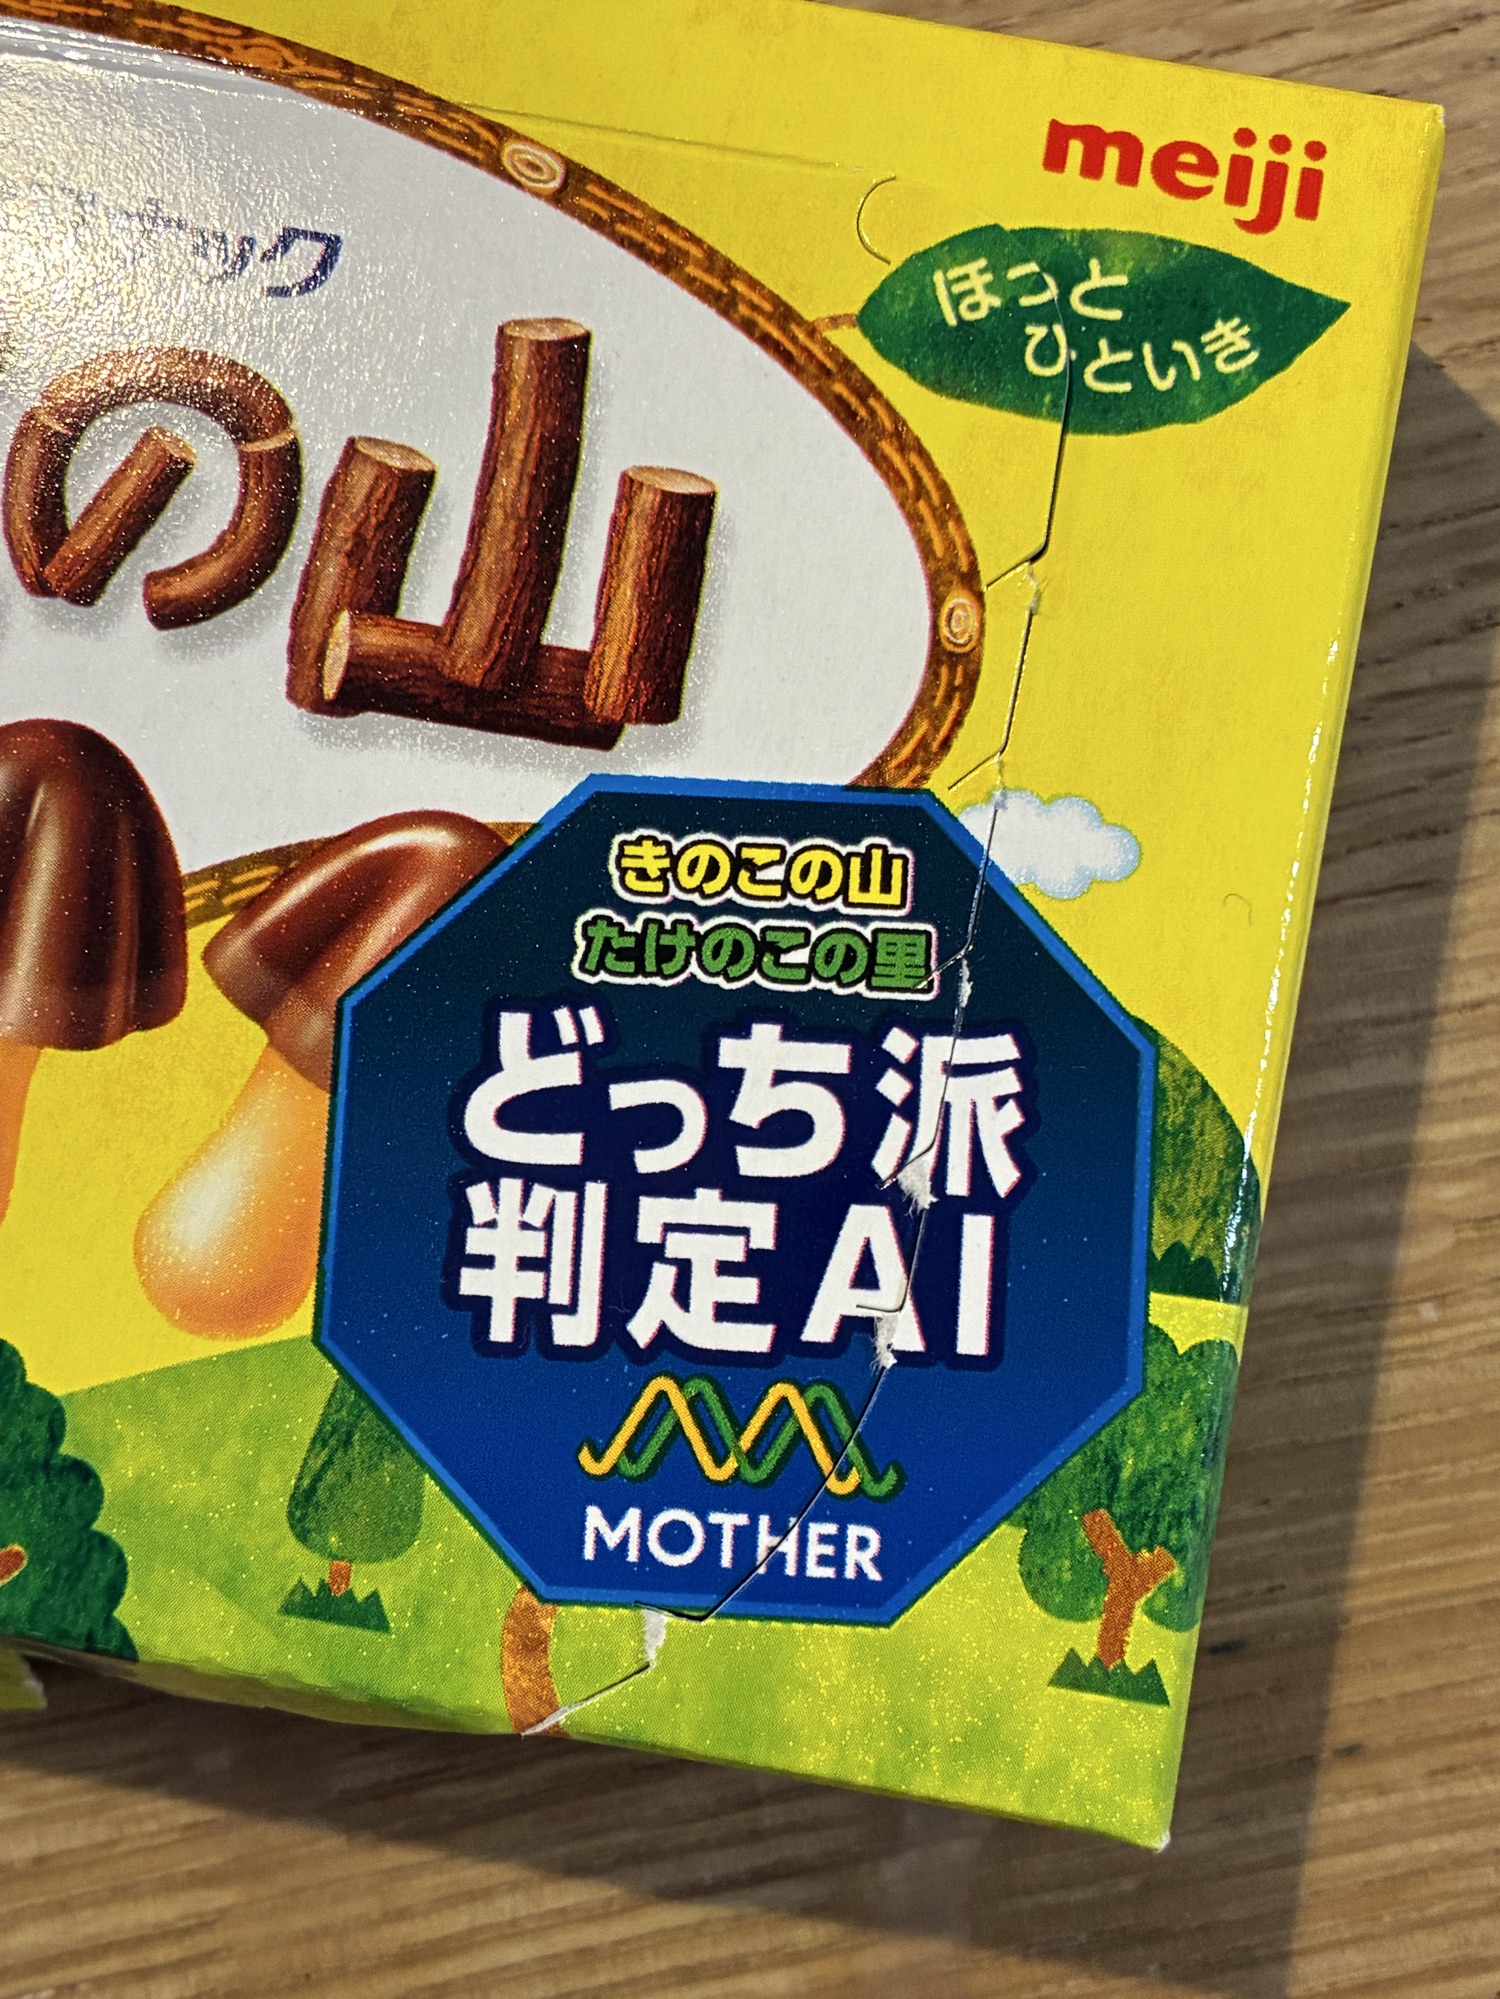 meiji
ほっと
ひといき
の山
きのこの山
たけのこの里
どっち派
判定AI
MOTHER